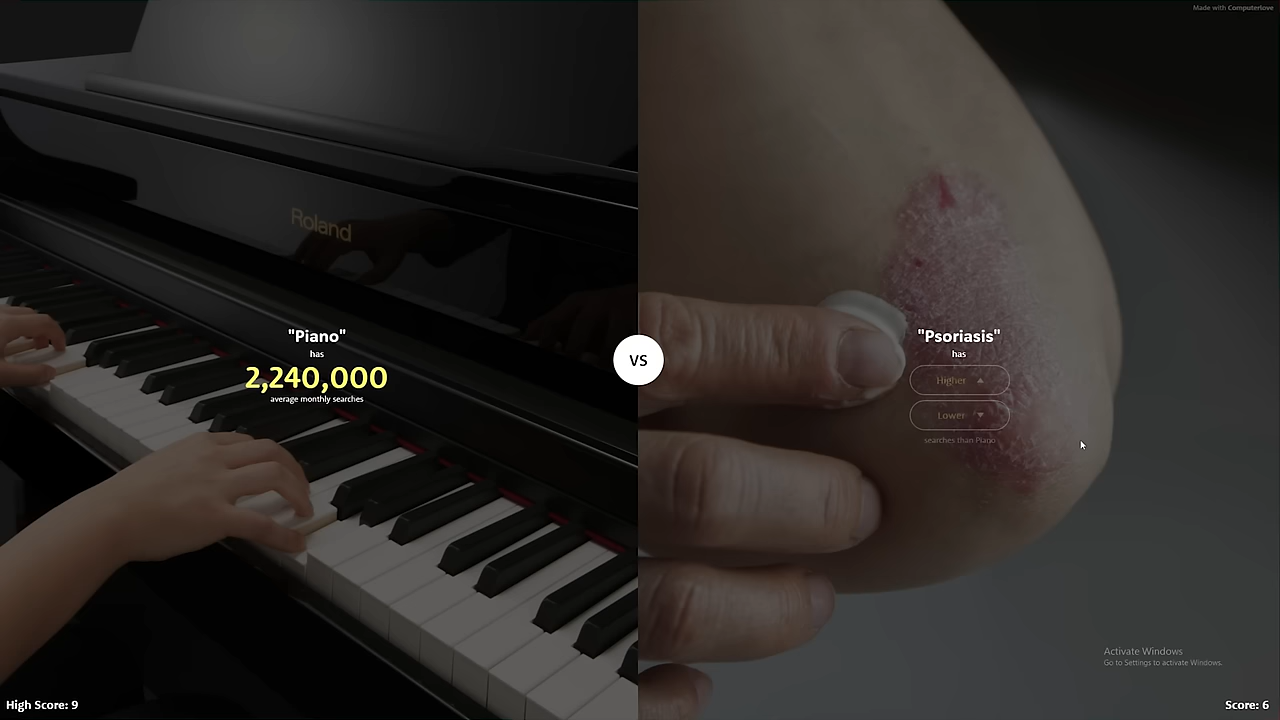 Made with Computerlove
Roland
"Piano"
has
2,240,000
average monthly searches
VS
"Psoriasis"
has
Higher
Lower
searches than Piano
Activate Windows
Go to Settings to activate Windows.
High Score: 9
Score: 6